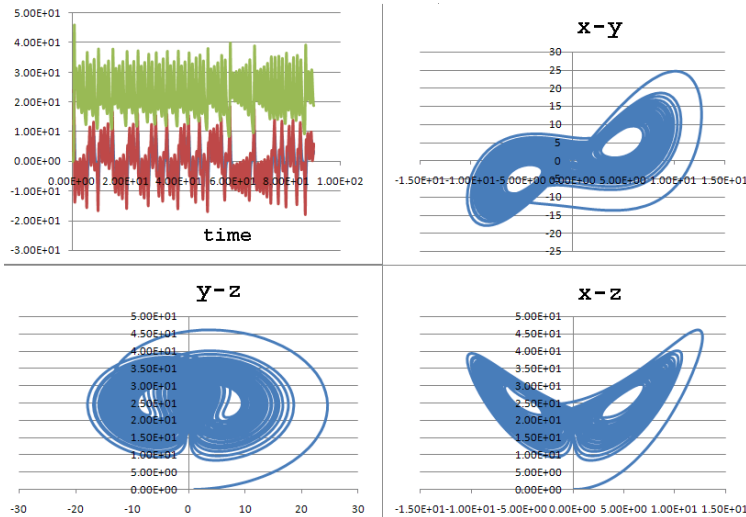 5.00E+01
4.00E+01
3.00E+01
2.00E+01
1.00E+01
0.00E+00
0.00E+00 2.00E+01 4.00E+01 6.00E+01 8.00E+01 1.00E+02
-1.00E+01
-2.00E+01
-3.00E+01
time
x-y
30
25
20
15
10
5
0
-1.50E+01 -1.00E+01 -5.00E+00 0.00E+00 5.00E+00 1.00E+01 1.50E+01
-5
-10
-15
-20
-25
y-z
5.00E+01
4.50E+01
4.00E+01
3.50E+01
3.00E+01
2.50E+01
2.00E+01
1.50E+01
1.00E+01
5.00E+00
0.00E+00
-30 -20 -10 0 10 20 30
x-z
5.00E+01
4.50E+01
4.00E+01
3.50E+01
3.00E+01
2.50E+01
2.00E+01
1.50E+01
1.00E+01
5.00E+00
0.00E+00
-1.50E+01 -1.00E+01 -5.00E+00 0.00E+00 5.00E+00 1.00E+01 1.50E+01